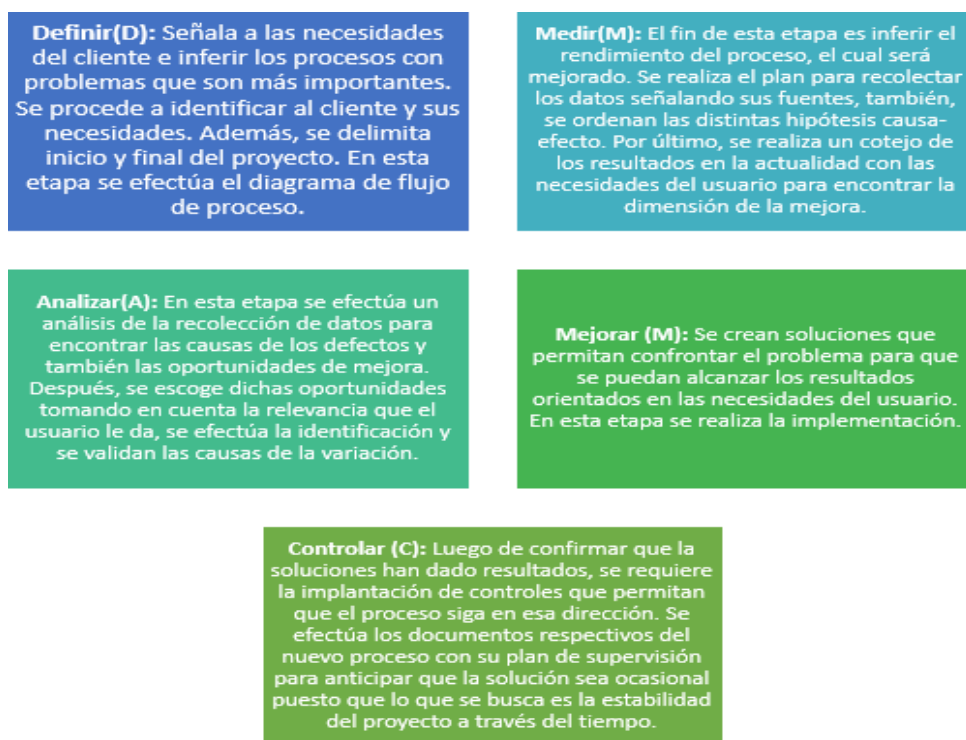 Definir(D): Señala a las necesidades
del cliente e inferir los procesos con
problemas que son más importantes.
Se procede a identificar al cliente y sus
necesidades. Además, se delimita
inicio y final del proyecto. En esta
etapa se efectúa el diagrama de flujo
de proceso.
Medir(M): El fin de esta etapa es inferir el
rendimiento del proceso, el cual será
mejorado. Se realiza el plan para recolectar
los datos señalando sus fuentes, también,
se ordenan las distintas hipótesis causa-
efecto. Por último, se realiza un cotejo de
los resultados en la actualidad con las
necesidades del usuario para encontrar la
dimensión de la mejora.
Analizar(A): En esta etapa se efectúa un
análisis de la recolección de datos para
encontrar las causas de los defectos y
también las oportunidades de mejora.
Después, se escoge dichas oportunidades
tomando en cuenta la relevancia que el
usuario le da, se efectúa la identificación y
se validan las causas de la variación.
Mejorar (M): Se crean soluciones que
permitan confrontar el problema para que
se puedan alcanzar los resultados
orientados en las necesidades del usuario.
En esta etapa se realiza la implementación.
Controlar (C): Luego de confirmar que la
soluciones han dado resultados, se requiere
la implantación de controles que permitan
que el proceso siga en esa dirección. Se
efectúa los documentos respectivos del
nuevo proceso con su plan de supervisión
para anticipar que la solución sea ocasional
puesto que lo que se busca es la estabilidad
del proyecto a través del tiempo.